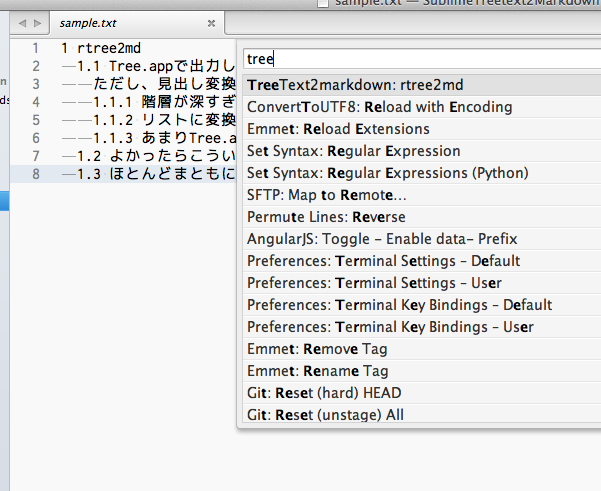 sample.txt — SublimeTreetext2Markdown
sample.txt
tree
1 1 rtree2md
2 1.1 Tree.appで出力し
3 ただし、見出し変換
4 1.1.1 階層が深すぎ
5 1.1.2 リストに変換
6 1.1.3 あまりTree.a
7 1.2 よかったらこうい
8 1.3 ほとんどまともに
TreeText2markdown: rtree2md
ConvertToUTF8: Reload with Encoding
Emmet: Reload Extensions
Set Syntax: Regular Expression
Set Syntax: Regular Expressions (Python)
SFTP: Map to Remote...
Permute Lines: Reverse
AngularJS: Toggle – Enable data– Prefix
Preferences: Terminal Settings – Default
Preferences: Terminal Settings – User
Preferences: Terminal Key Bindings – Default
Preferences: Terminal Key Bindings – User
Emmet: Remove Tag
Emmet: Rename Tag
Git: Reset (hard) HEAD
Git: Reset (unstage) All